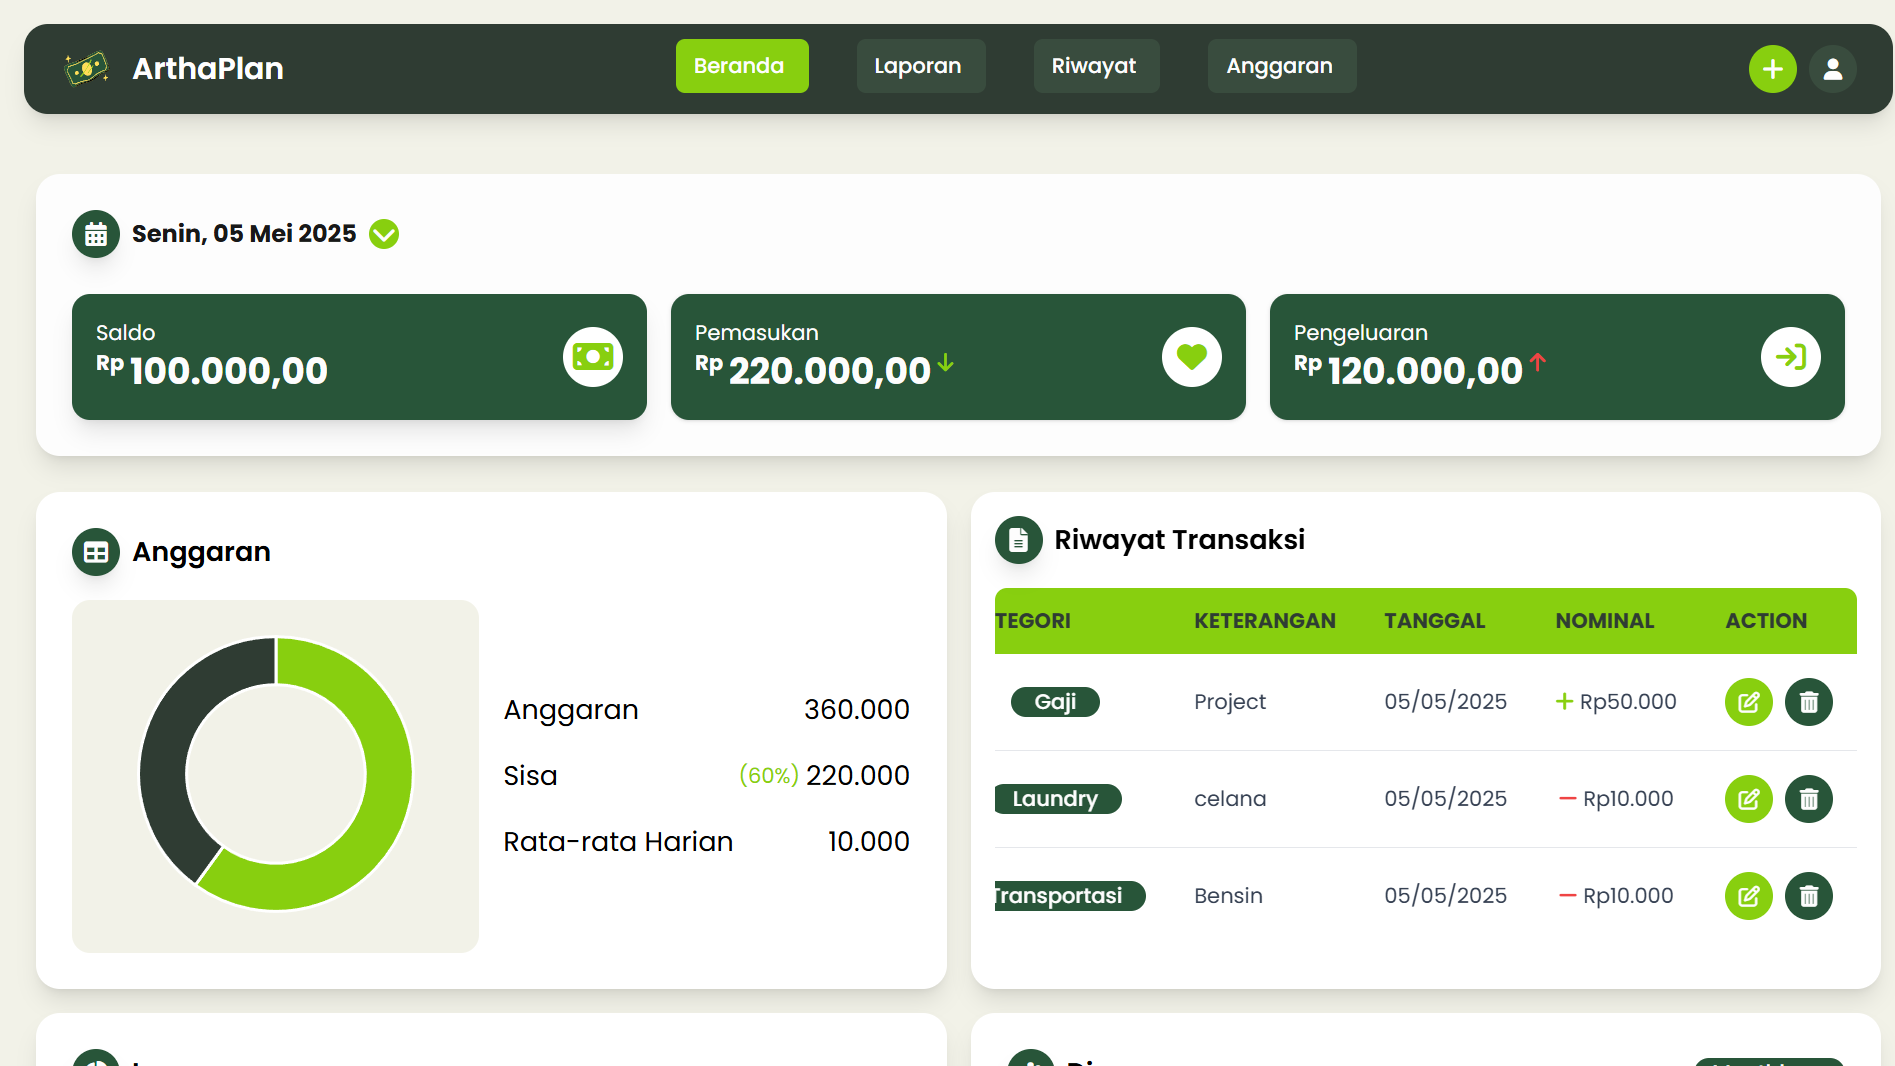 ArthaPlan
Beranda
Laporan
Riwayat
Anggaran
Senin, 05 Mei 2025
Saldo
Rp 100.000,00
Pemasukan
Rp 220.000,00
Pengeluaran
Rp 120.000,00
Anggaran
Anggaran 360.000
Sisa (60%) 220.000
Rata-rata Harian 10.000
Riwayat Transaksi
TEGORI KETERANGAN TANGGAL NOMINAL ACTION
Gaji Project 05/05/2025 + Rp50.000
Laundry celana 05/05/2025 − Rp10.000
Transportasi Bensin 05/05/2025 − Rp10.000